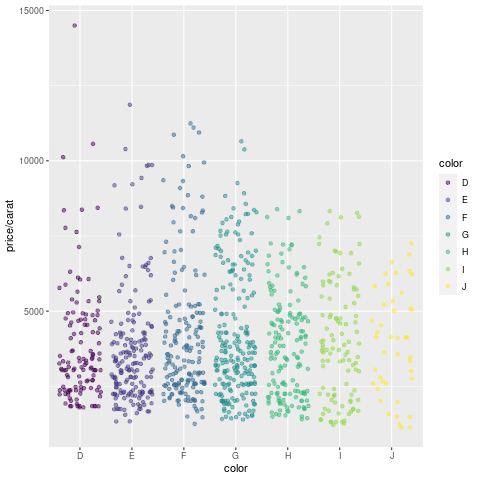 15000
10000
5000
price/carat
D E F G H I J
color
color
D
E
F
G
H
I
J